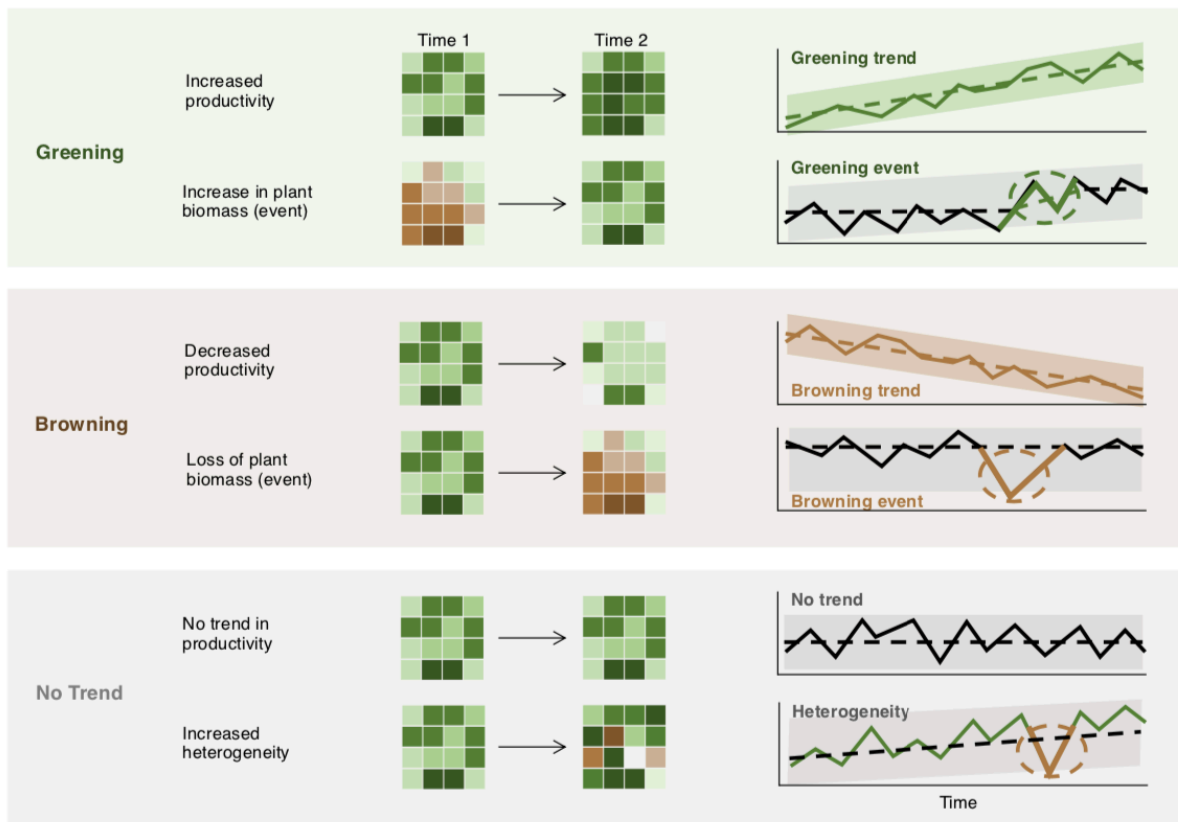 Time 1
Time 2
Greening
Increased
productivity
Greening trend
Increase in plant
biomass (event)
Greening event
Browning
Decreased
productivity
Browning trend
Loss of plant
biomass (event)
Browning event
No Trend
No trend in
productivity
No trend
Increased
heterogeneity
Heterogeneity
Time